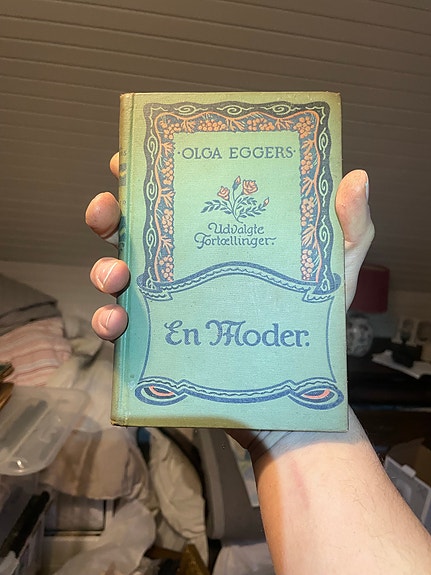 ·OLGA EGGERS·
Udvalgte
Fortællinger.
En Moder.